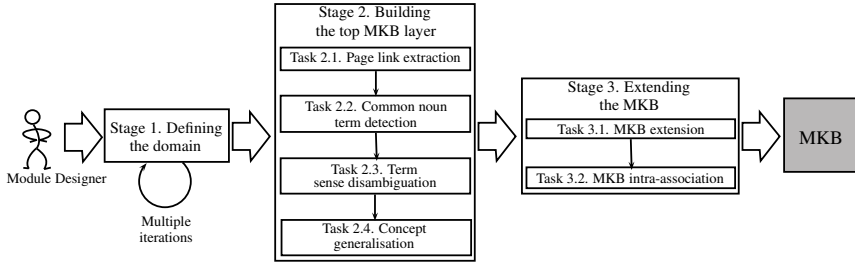 Module Designer
Stage 1. Defining
the domain
Multiple
iterations
Stage 2. Building
the top MKB layer
Task 2.1. Page link extraction
Task 2.2. Common noun
term detection
Task 2.3. Term
sense disambiguation
Task 2.4. Concept
generalisation
Stage 3. Extending
the MKB
Task 3.1. MKB extension
Task 3.2. MKB intra-association
MKB